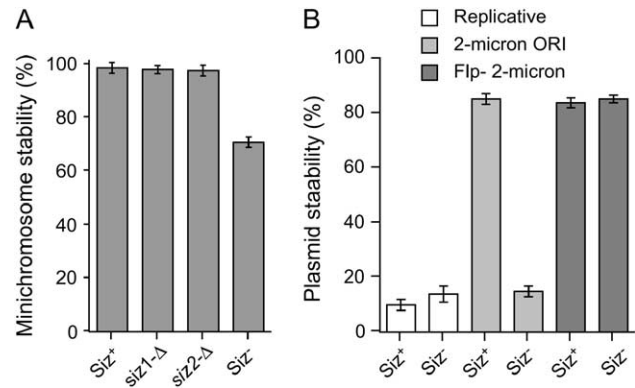 A
Minichromosome stability (%)
100
80
60
40
20
0
Siz+
siz1-Δ
siz2-Δ
Siz-
B
Replicative
2-micron ORI
Flp- 2-micron
Plasmid staability (%)
100
80
60
40
20
0
Siz+
Siz-
Siz+
Siz-
Siz+
Siz-